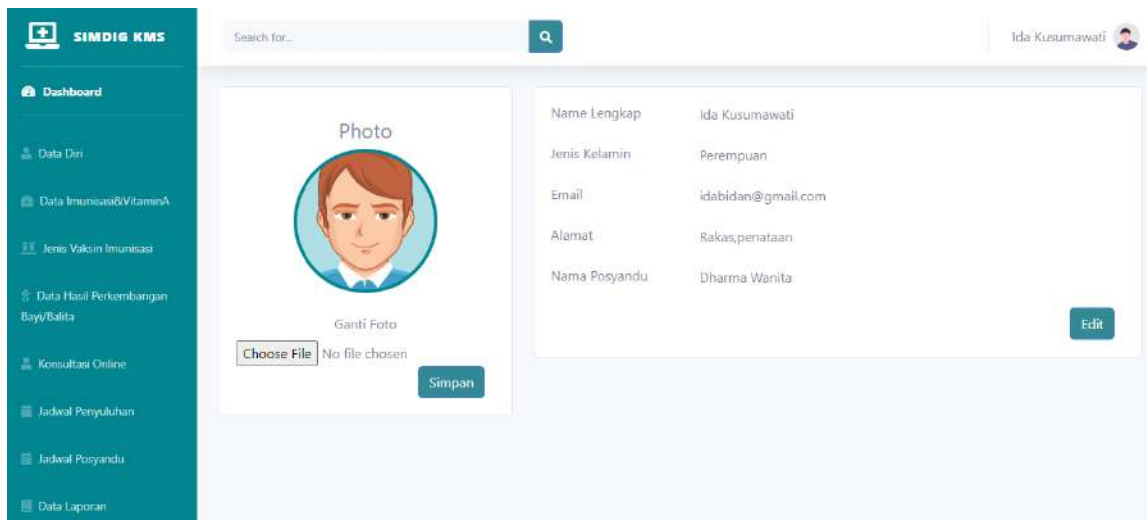 SIMDIG KMS
Search for...
Ida Kusumawati
Dashboard
Data Diri
Data Imunisasi&VitaminA
Jenis Vaksin Imunisasi
Data Hasil Perkembangan
Bayi/Balita
Konsultasi Online
Jadwal Penyuluhan
Jadwal Posyandu
Data Laporan
Photo
Ganti Foto
Choose File No file chosen
Simpan
Name Lengkap Ida Kusumawati
Jenis Kelamin Perempuan
Email idabidan@gmail.com
Alamat Rakas,penataan
Nama Posyandu Dharma Wanita
Edit